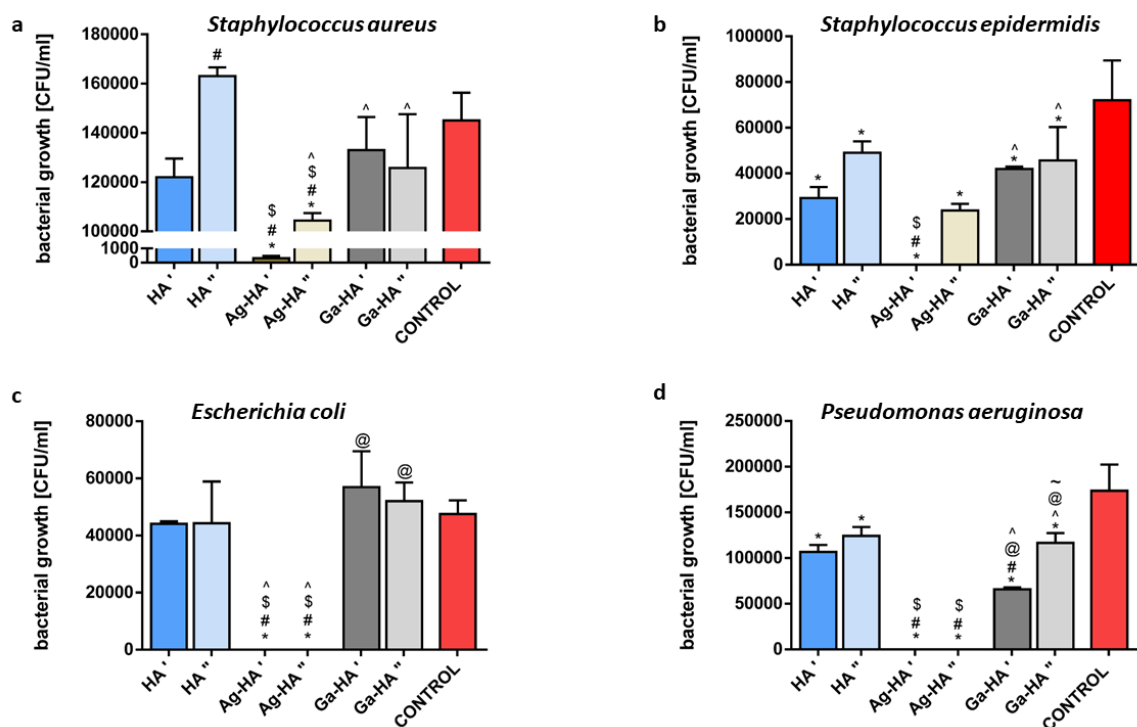 a
Staphylococcus aureus
bacterial growth [CFU/ml]
180000
160000
140000
120000
100000
1000
0
#
$
#
*
^
$
#
*
^
^
HA '
HA "
Ag-HA'
Ag-HA"
Ga-HA'
Ga-HA"
CONTROL
b
Staphylococcus epidermidis
bacterial growth [CFU/ml]
100000
80000
60000
40000
20000
0
*
*
$
#
*
*
^
*
^
*
HA '
HA "
Ag-HA'
Ag-HA"
Ga-HA'
Ga-HA"
CONTROL
c
Escherichia coli
bacterial growth [CFU/ml]
80000
60000
40000
20000
0
^
$
#
*
^
$
#
*
@
@
HA '
HA "
Ag-HA'
Ag-HA"
Ga-HA'
Ga-HA"
CONTROL
d
Pseudomonas aeruginosa
bacterial growth [CFU/ml]
250000
200000
150000
100000
50000
0
*
*
$
#
*
$
#
*
^
@
#
*
~
@
^
*
HA '
HA "
Ag-HA'
Ag-HA"
Ga-HA'
Ga-HA"
CONTROL